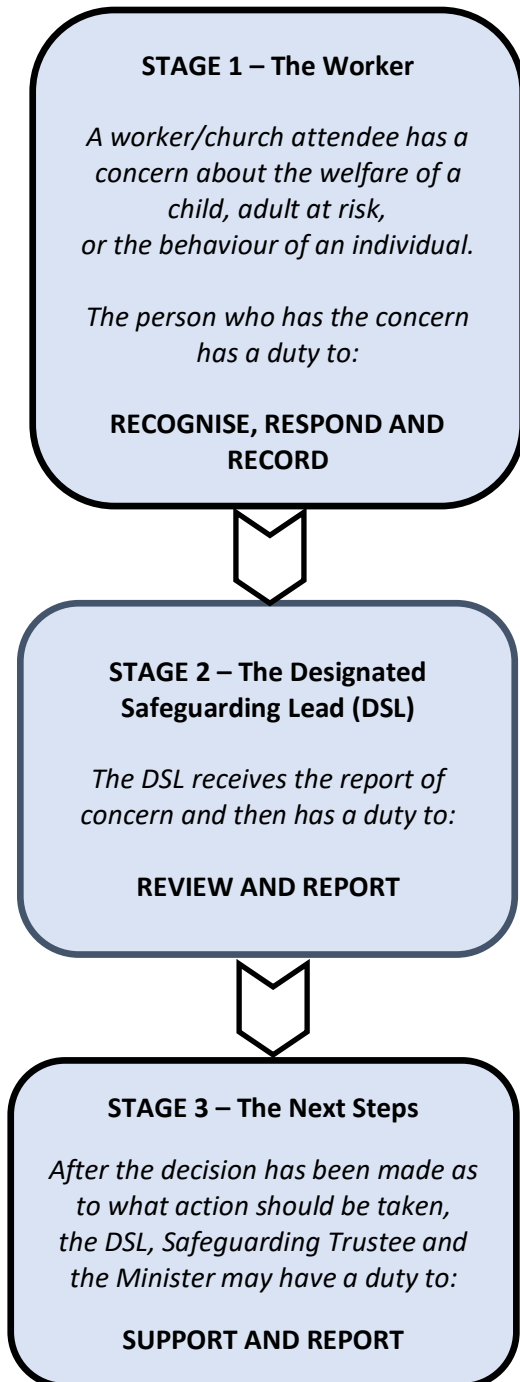 STAGE 1 – The Worker
A worker/church attendee has a
concern about the welfare of a
child, adult at risk,
or the behaviour of an individual.
The person who has the concern
has a duty to:
RECOGNISE, RESPOND AND
RECORD
STAGE 2 – The Designated
Safeguarding Lead (DSL)
The DSL receives the report of
concern and then has a duty to:
REVIEW AND REPORT
STAGE 3 – The Next Steps
After the decision has been made as
to what action should be taken,
the DSL, Safeguarding Trustee and
the Minister may have a duty to:
SUPPORT AND REPORT